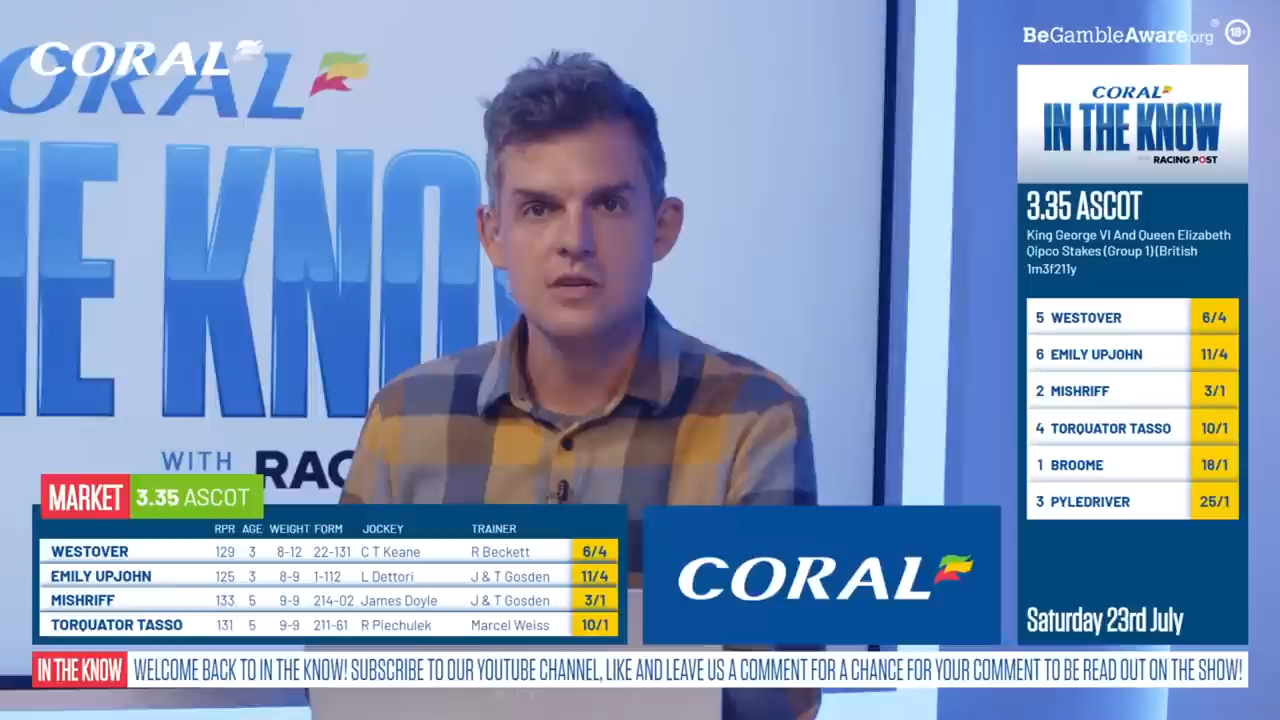 CORAL
CORAL
THE KNOW
WITH RAC
BeGambleAware.org 18+
CORAL
IN THE KNOW
WITH RACING POST
3.35 ASCOT
King George VI And Queen Elizabeth
Qipco Stakes (Group 1) (British
1m3f211y
5 WESTOVER 6/4
6 EMILY UPJOHN 11/4
2 MISHRIFF 3/1
4 TORQUATOR TASSO 10/1
1 BROOME 18/1
3 PYLEDRIVER 25/1
Saturday 23rd July
MARKET 3.35 ASCOT
RPR AGE WEIGHT FORM JOCKEY TRAINER
WESTOVER 129 3 8-12 22-131 C T Keane R Beckett 6/4
EMILY UPJOHN 125 3 8-9 1-112 L Dettori J & T Gosden 11/4
MISHRIFF 133 5 9-9 214-02 James Doyle J & T Gosden 3/1
TORQUATOR TASSO 131 5 9-9 211-61 R Piechulek Marcel Weiss 10/1
CORAL
IN THE KNOW WELCOME BACK TO IN THE KNOW! SUBSCRIBE TO OUR YOUTUBE CHANNEL, LIKE AND LEAVE US A COMMENT FOR A CHANCE FOR YOUR COMMENT TO BE READ OUT ON THE SHOW!